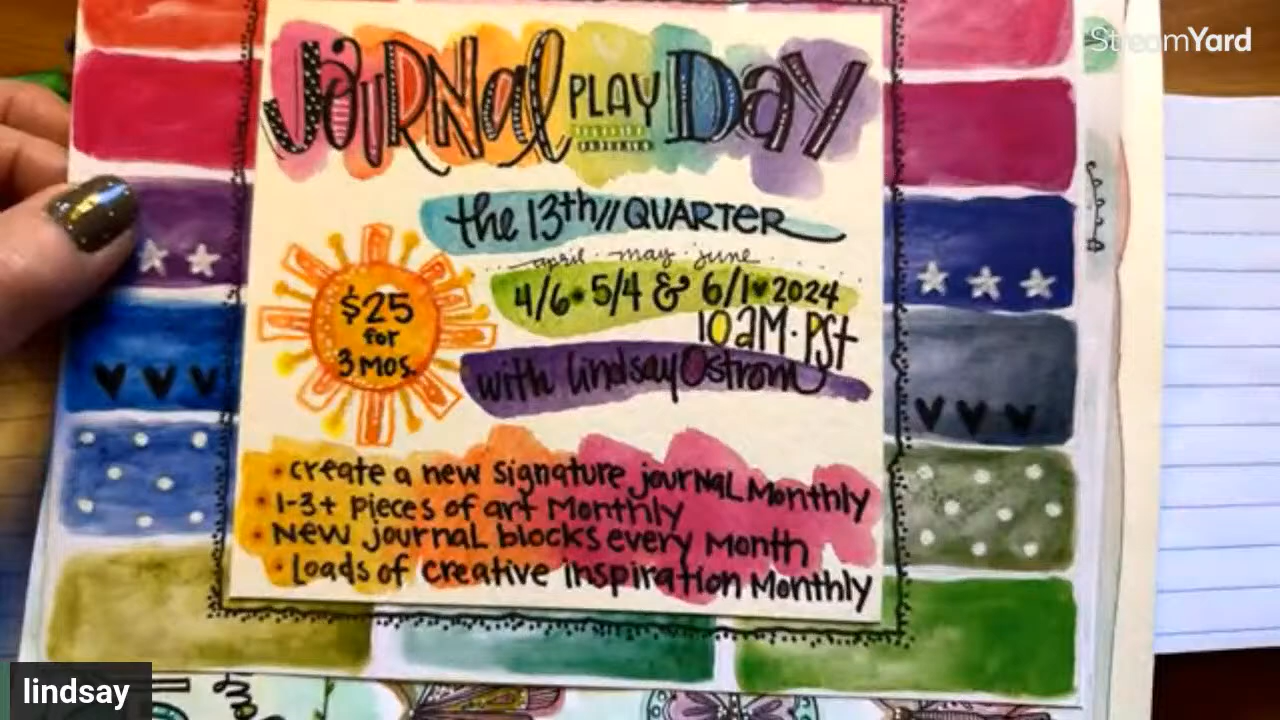 StreamYard
JOURNAL PLAY DAY
the 13th // QUARTER
april · may · june
4/6 · 5/4 & 6/1 ♥ 2024
10 aM · PSt
with lindsay Ostrom
$25
for
3 MOS.
· create a new signature journal Monthly
· 1-3+ pieces of art Monthly
· New journal blocks every Month
· Loads of creative inspiration Monthly
lindsay